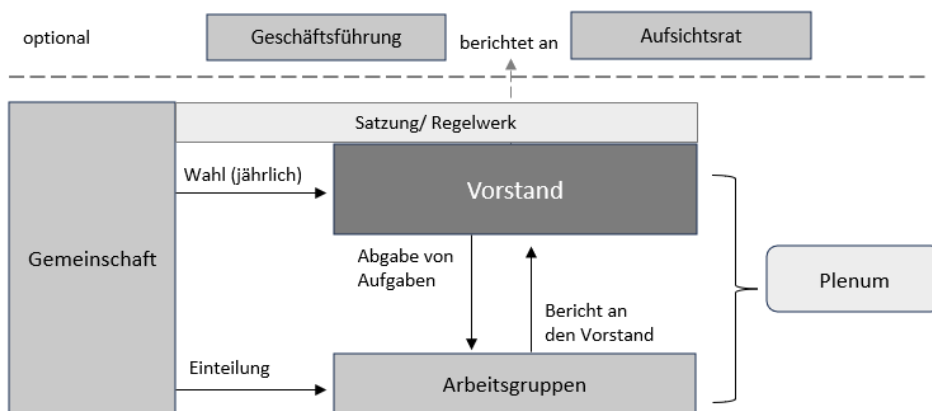 optional
Geschäftsführung
berichtet an
Aufsichtsrat
Satzung/ Regelwerk
Wahl (jährlich)
Vorstand
Gemeinschaft
Abgabe von
Aufgaben
Plenum
Bericht an
den Vorstand
Einteilung
Arbeitsgruppen